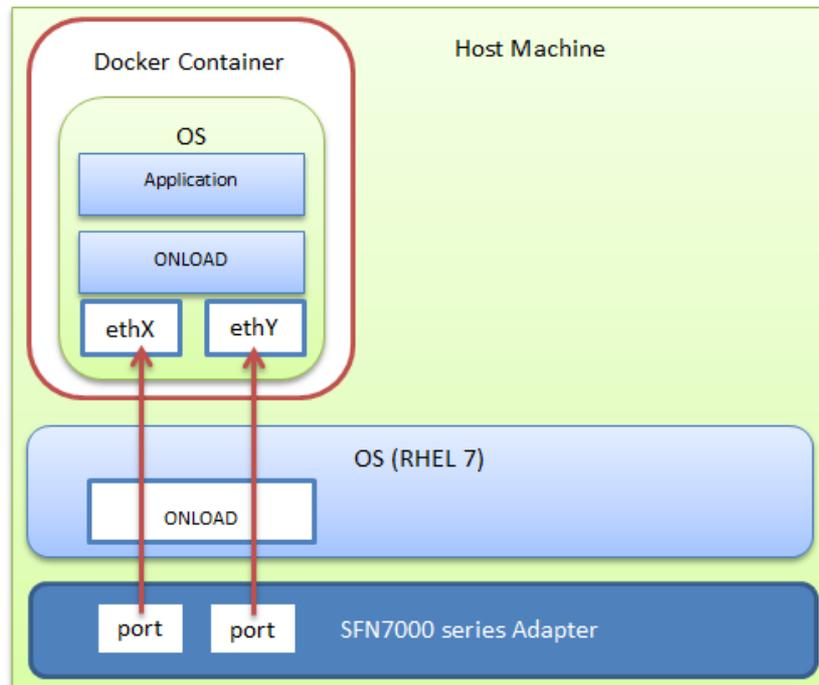 Docker Container
Host Machine
OS
Application
ONLOAD
ethX
ethY
OS (RHEL 7)
ONLOAD
port
port
SFN7000 series Adapter